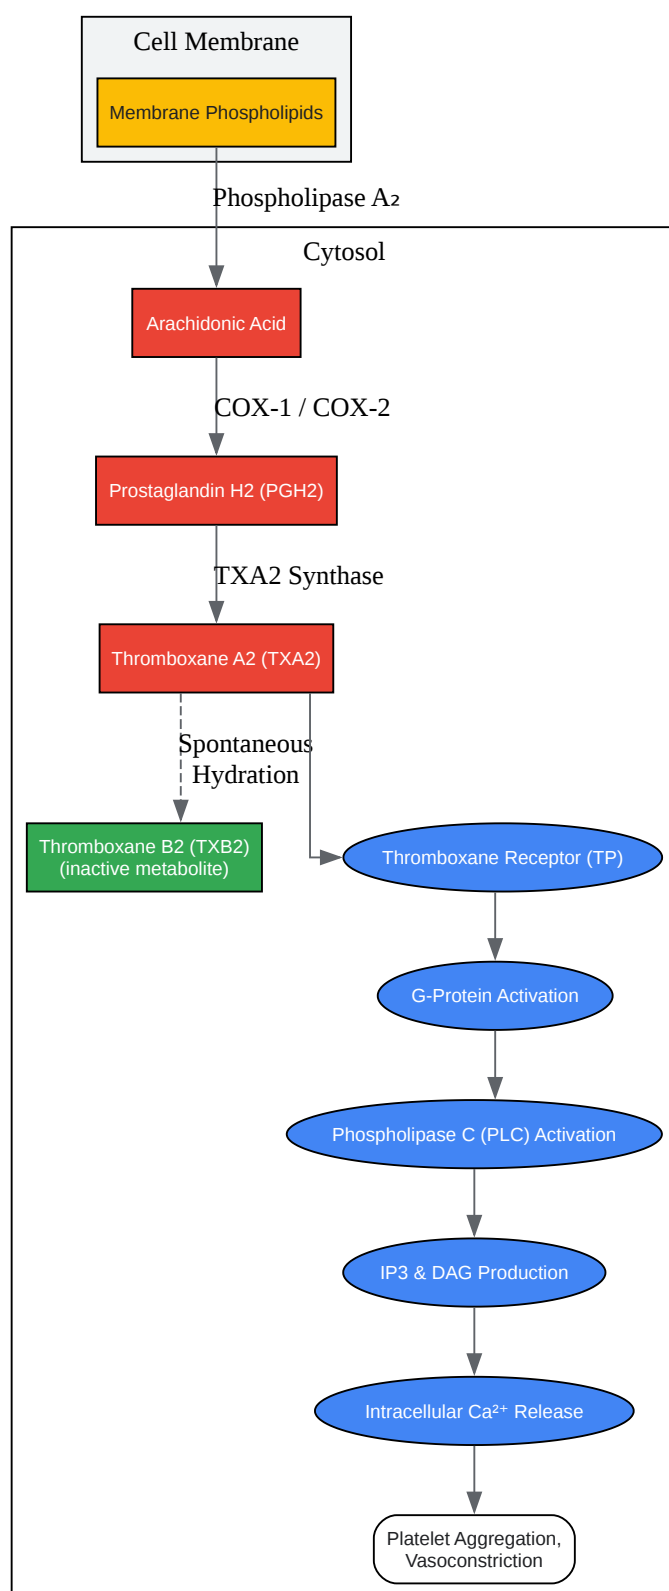 Cell Membrane
Membrane Phospholipids
Phospholipase A₂
Cytosol
Arachidonic Acid
COX-1 / COX-2
Prostaglandin H2 (PGH2)
TXA2 Synthase
Thromboxane A2 (TXA2)
Spontaneous
Hydration
Thromboxane B2 (TXB2)
(inactive metabolite)
Thromboxane Receptor (TP)
G-Protein Activation
Phospholipase C (PLC) Activation
IP3 & DAG Production
Intracellular Ca²⁺ Release
Platelet Aggregation,
Vasoconstriction